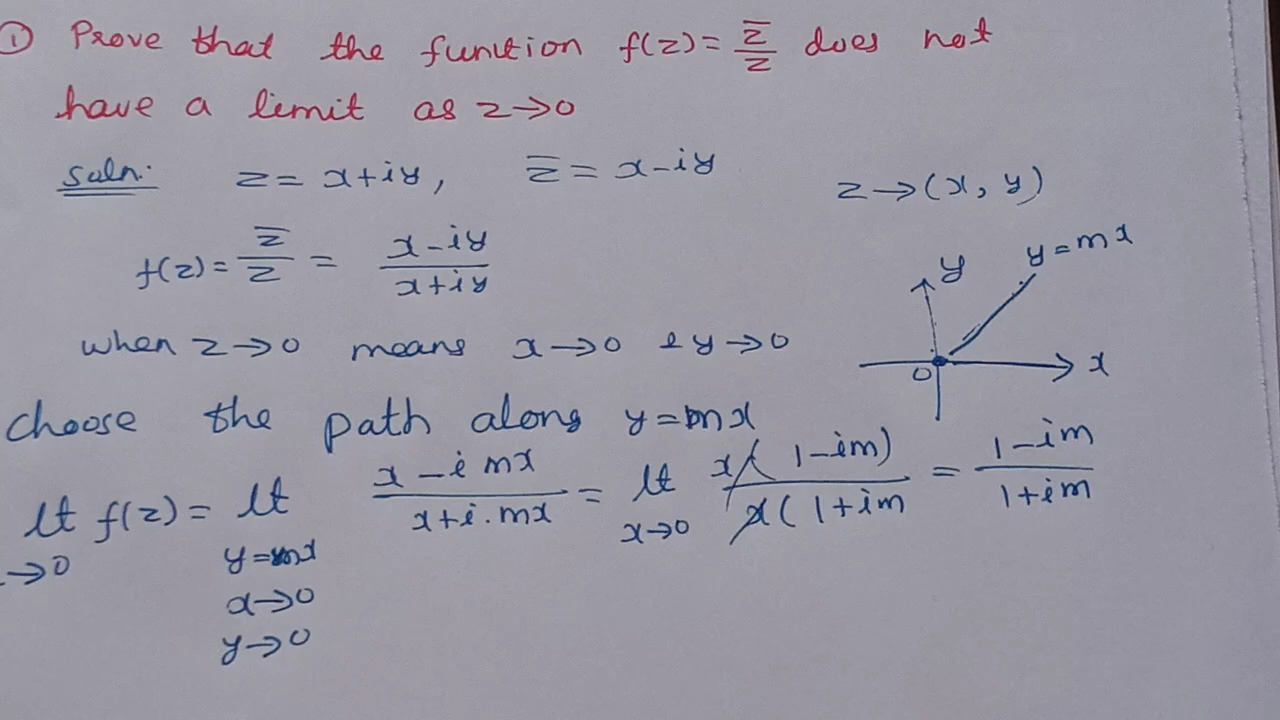 ① Prove that the function f(z) = z̅/z does not
have a limit as z→0
Soln. z = x+iy, z̅ = x-iy
z→(x, y)
f(z) = z̅/z = (x-iy)/(x+iy)
y=mx
y
x
O
when z→0 means x→0 & y→0
choose the path along y=mx
lt f(z) = lt (x-imx)/(x+i.mx) = lt x(1-im)/x(1+im = (1-im)/(1+im)
→0 y=mx x→0
x→0
y→0